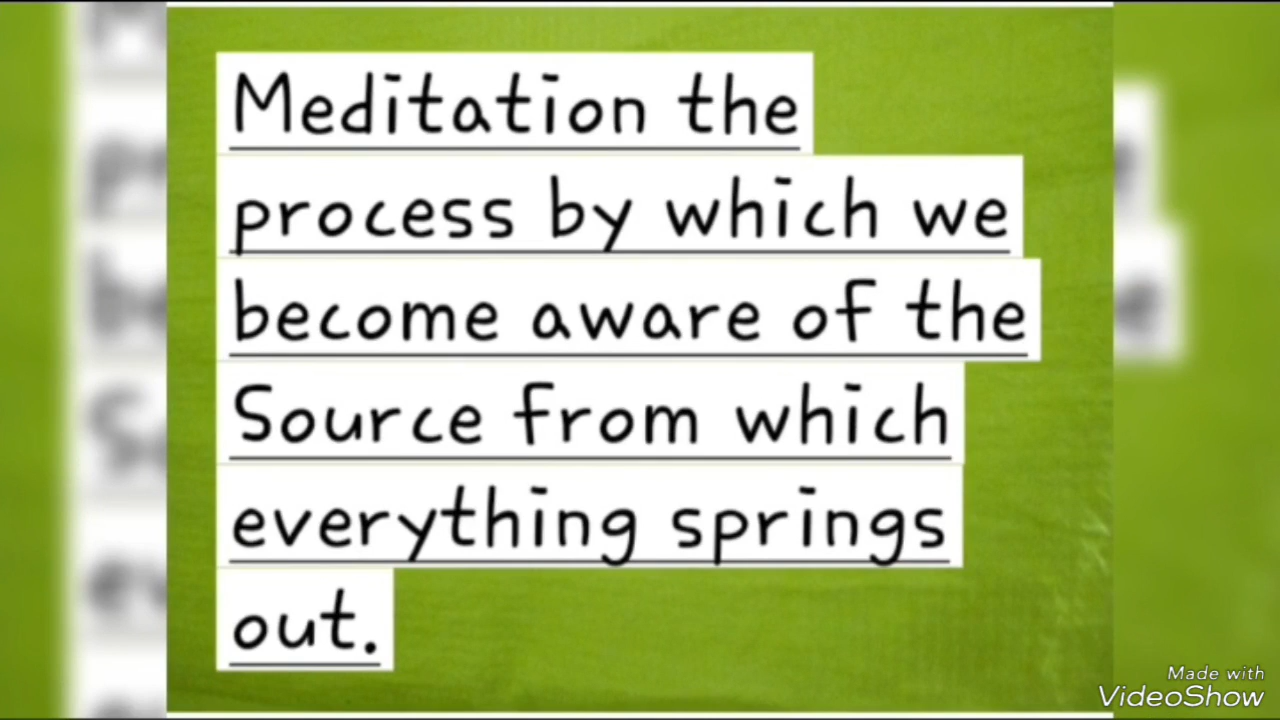 Meditation the
process by which we
become aware of the
Source from which
everything springs
out.
Made with
VideoShow